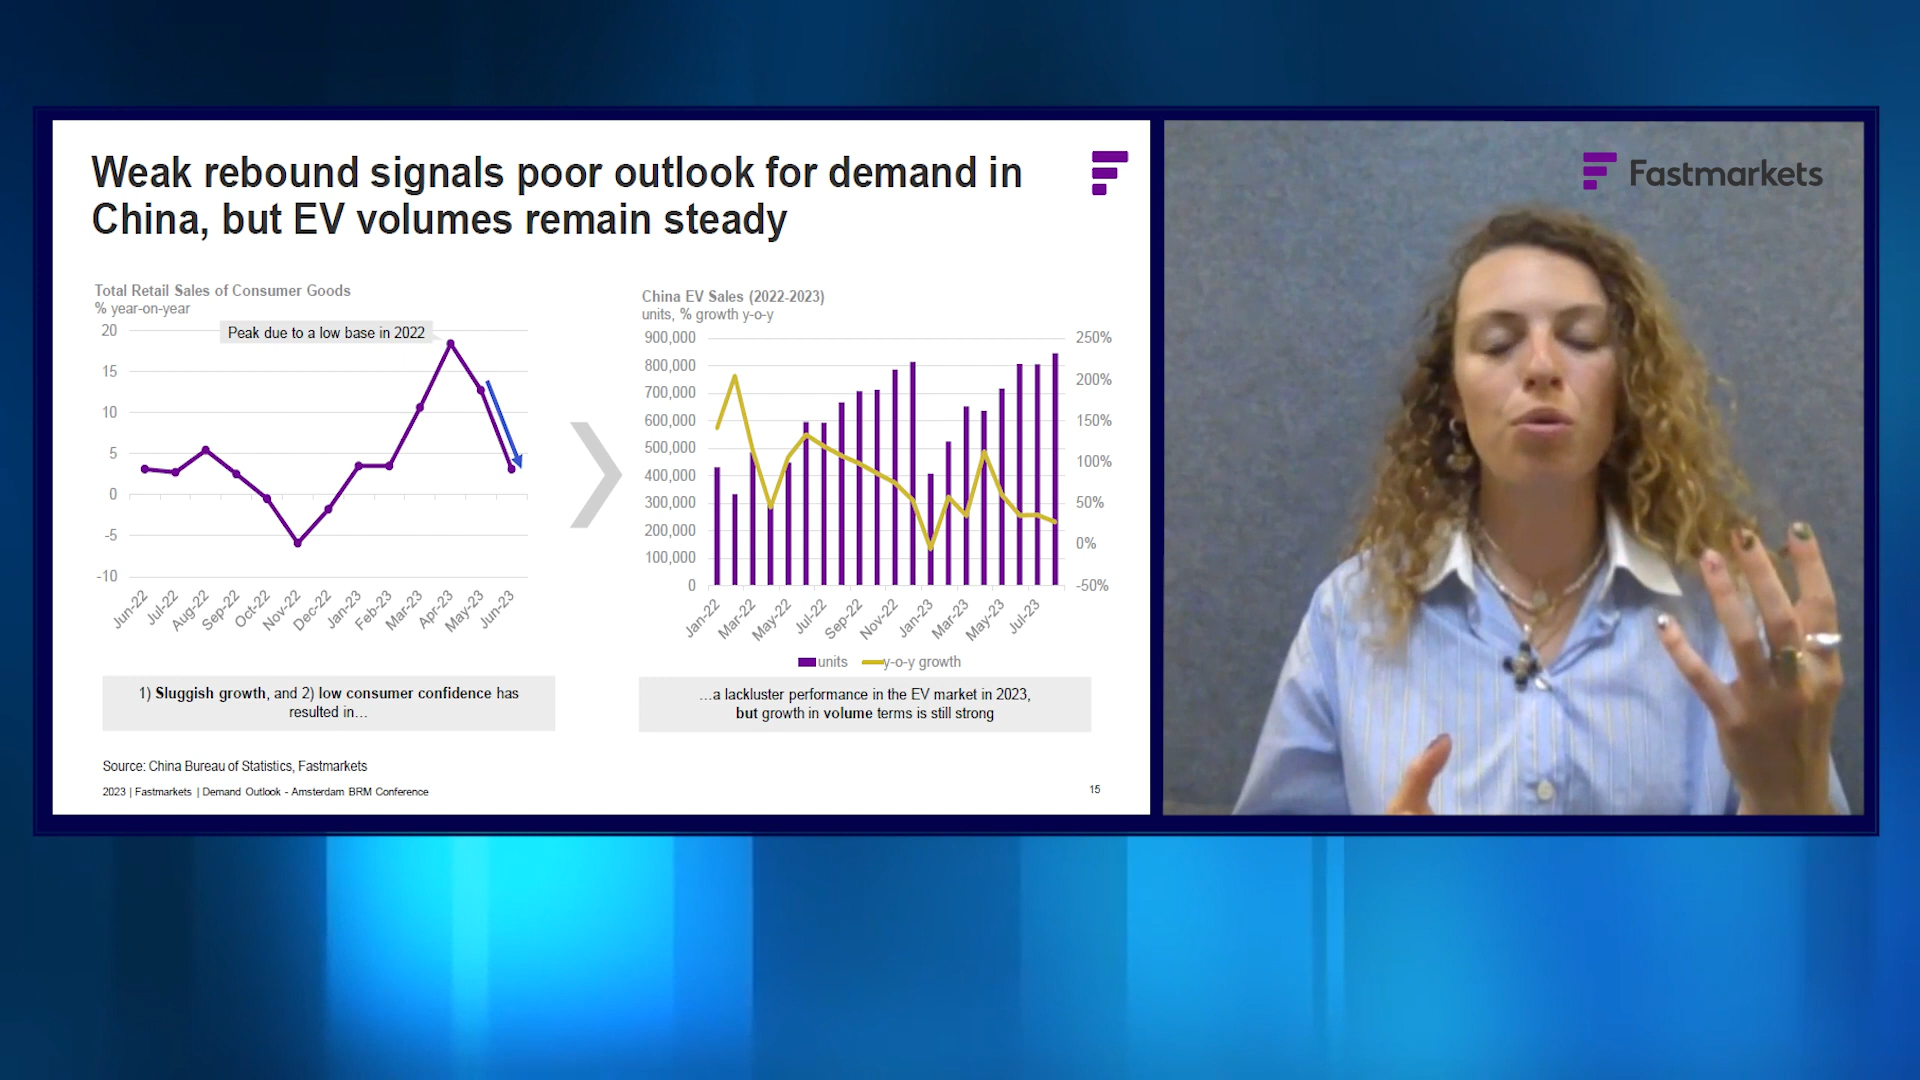 Weak rebound signals poor outlook for demand in
China, but EV volumes remain steady
Fastmarkets
Total Retail Sales of Consumer Goods
% year-on-year
Peak due to a low base in 2022
20
15
10
5
0
-5
-10
Jun-22
Jul-22
Aug-22
Sep-22
Oct-22
Nov-22
Dec-22
Jan-23
Feb-23
Mar-23
Apr-23
May-23
Jun-23
China EV Sales (2022-2023)
units, % growth y-o-y
900,000
800,000
700,000
600,000
500,000
400,000
300,000
200,000
100,000
0
250%
200%
150%
100%
50%
0%
-50%
Jan-22
Mar-22
May-22
Jul-22
Sep-22
Nov-22
Jan-23
Mar-23
May-23
Jul-23
units
y-o-y growth
1) Sluggish growth, and 2) low consumer confidence has
resulted in…
…a lackluster performance in the EV market in 2023,
but growth in volume terms is still strong
Source: China Bureau of Statistics, Fastmarkets
2023 | Fastmarkets | Demand Outlook - Amsterdam BRM Conference
15